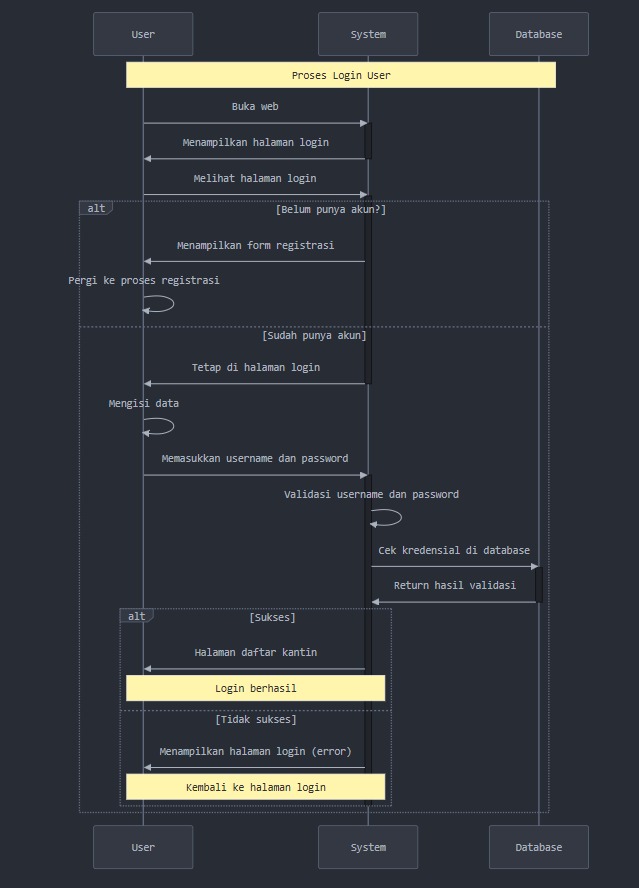 User
System
Database
Proses Login User
Buka web
Menampilkan halaman login
Melihat halaman login
alt
[Belum punya akun?]
Menampilkan form registrasi
Pergi ke proses registrasi
[Sudah punya akun]
Tetap di halaman login
Mengisi data
Memasukkan username dan password
Validasi username dan password
Cek kredensial di database
Return hasil validasi
alt
[Sukses]
Halaman daftar kantin
Login berhasil
[Tidak sukses]
Menampilkan halaman login (error)
Kembali ke halaman login
User
System
Database